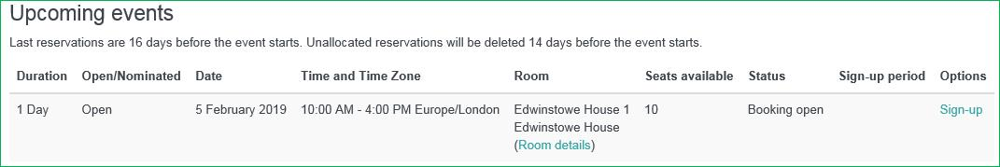 Upcoming events
Last reservations are 16 days before the event starts. Unallocated reservations will be deleted 14 days before the event starts.
Duration Open/Nominated Date Time and Time Zone Room Seats available Status Sign-up period Options
1 Day Open 5 February 2019 10:00 AM - 4:00 PM Europe/London Edwinstowe House 1 10 Booking open Sign-up
Edwinstowe House
(Room details)